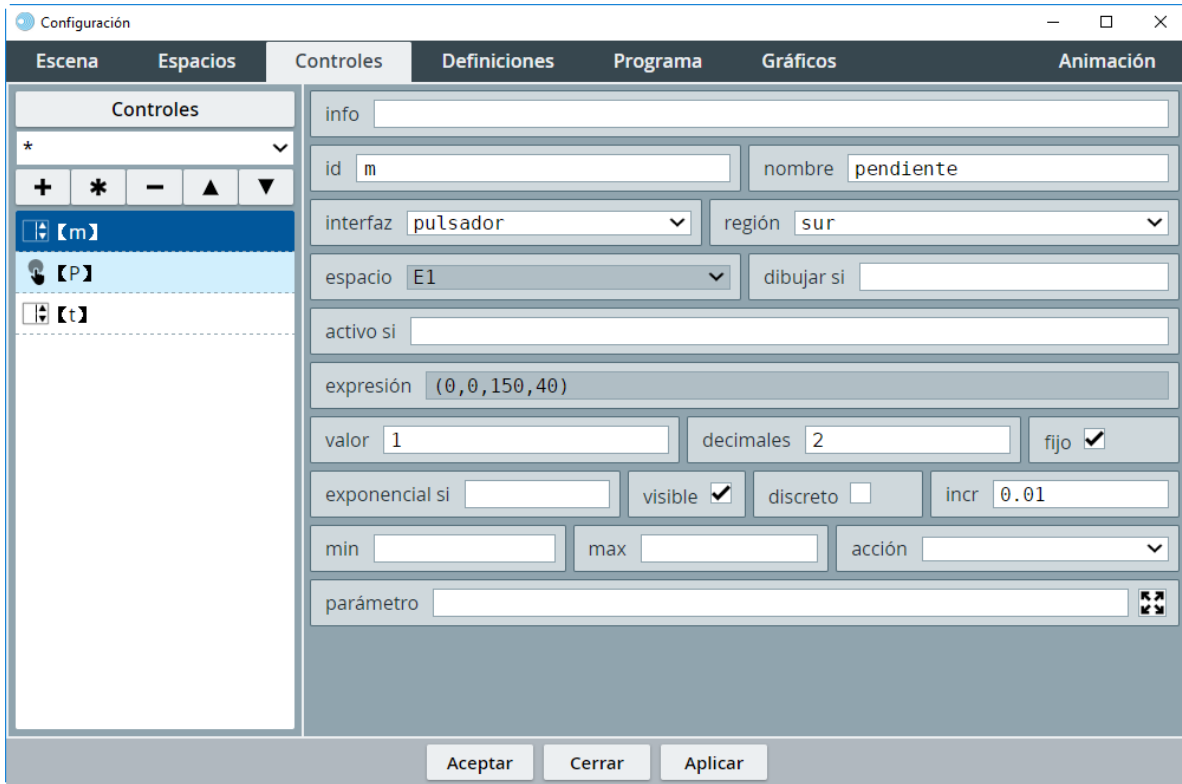 Configuración
Escena Espacios Controles Definiciones Programa Gráficos Animación
Controles
*
【m】
【P】
【t】
info
id m nombre pendiente
interfaz pulsador región sur
espacio E1 dibujar si
activo si
expresión (0,0,150,40)
valor 1 decimales 2 fijo
exponencial si visible discreto incr 0.01
min max acción
parámetro
Aceptar Cerrar Aplicar